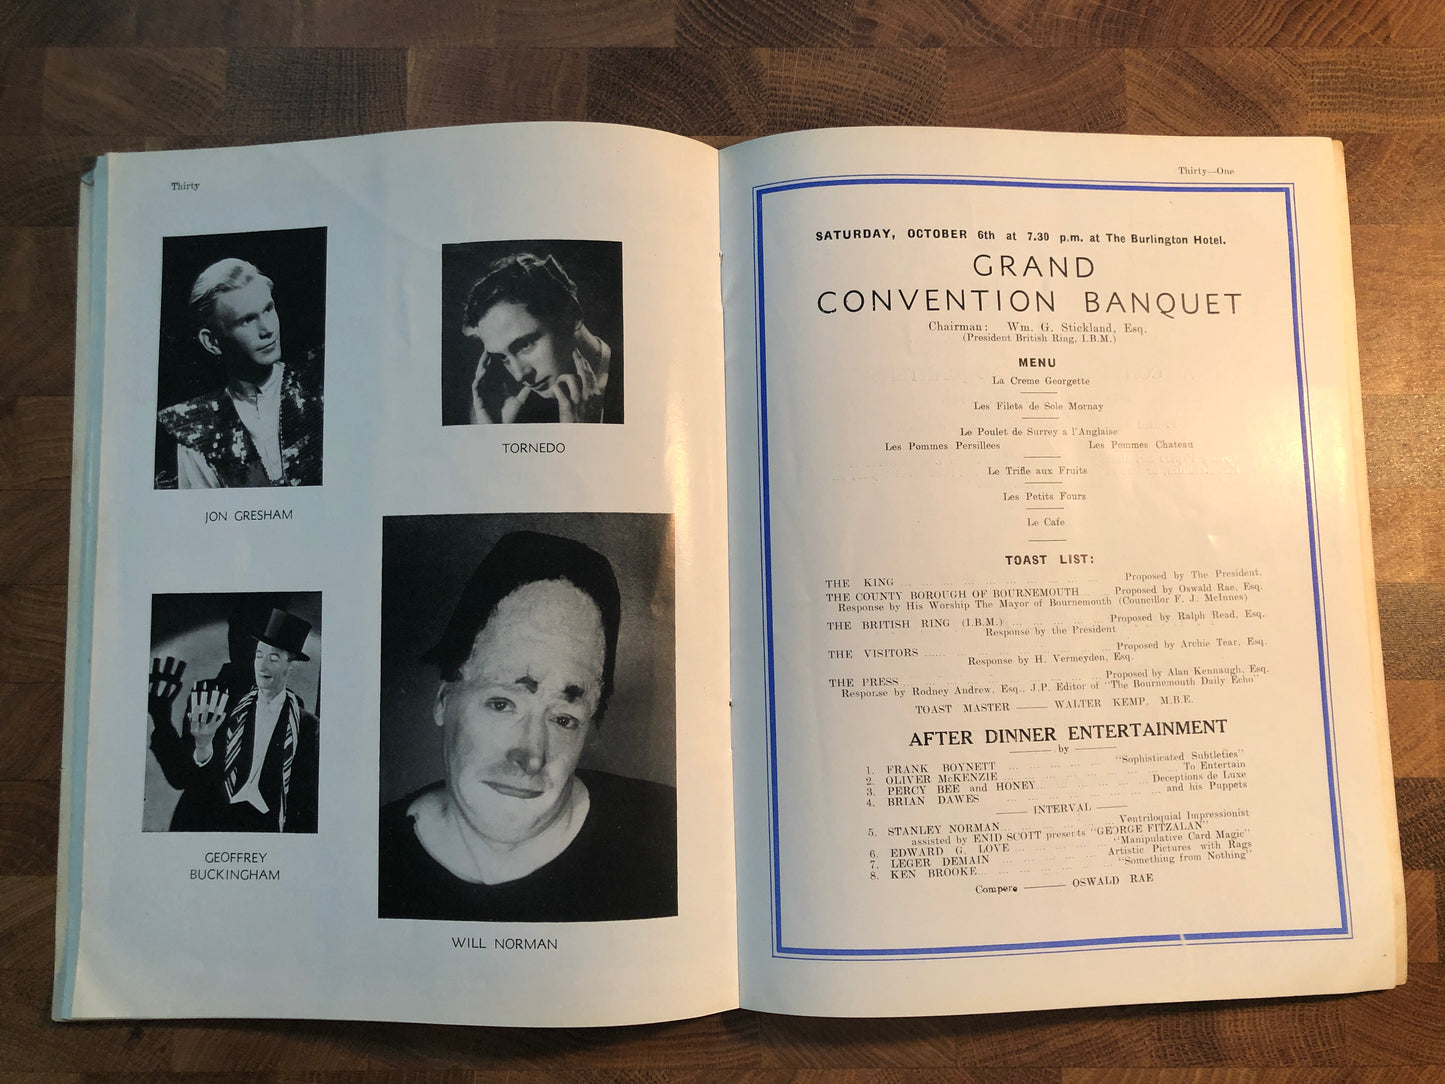 Thirty
JON GRESHAM
TORNEDO
GEOFFREY
BUCKINGHAM
WILL NORMAN
Thirty—One
SATURDAY, OCTOBER 6th at 7.30 p.m. at The Burlington Hotel.
GRAND
CONVENTION BANQUET
Chairman: Wm. G. Stickland, Esq.
(President British Ring, I.B.M.)
MENU
La Creme Georgette
Les Filets de Sole Mornay
Le Poulet de Surrey a l'Anglaise
Les Pommes Persillees Les Pommes Chateau
Le Trifle aux Fruits
Les Petits Fours
Le Cafe
TOAST LIST:
THE KING ... Proposed by The President.
THE COUNTY BOROUGH OF BOURNEMOUTH... Proposed by Oswald Rae, Esq.
Response by His Worship The Mayor of Bournemouth (Councillor F. J. McInnes)
THE BRITISH RING (I.B.M.) ... Proposed by Ralph Read, Esq.
Response by the President
THE VISITORS ... Proposed by Archie Tear, Esq.
Response by H. Vermeyden, Esq.
THE PRESS ... Proposed by Alan Kennaugh, Esq.
Response by Rodney Andrew, Esq., J.P. Editor of "The Bournemouth Daily Echo"
TOAST MASTER — WALTER KEMP, M.B.E.
AFTER DINNER ENTERTAINMENT
by
1. FRANK BOYNETT ... "Sophisticated Subtleties"
2. OLIVER McKENZIE ... To Entertain
3. PERCY BEE and HONEY... Deceptions de Luxe
4. BRIAN DAWES ... and his Puppets
INTERVAL
5. STANLEY NORMAN... Ventriloquial Impressionist
assisted by ENID SCOTT presents "GEORGE FITZALAN"
6. EDWARD G. LOVE ... "Manipulative Card Magic"
7. LEGER DEMAIN ... Artistic Pictures with Rags
8. KEN BROOKE... "Something from Nothing"
Compere — OSWALD RAE